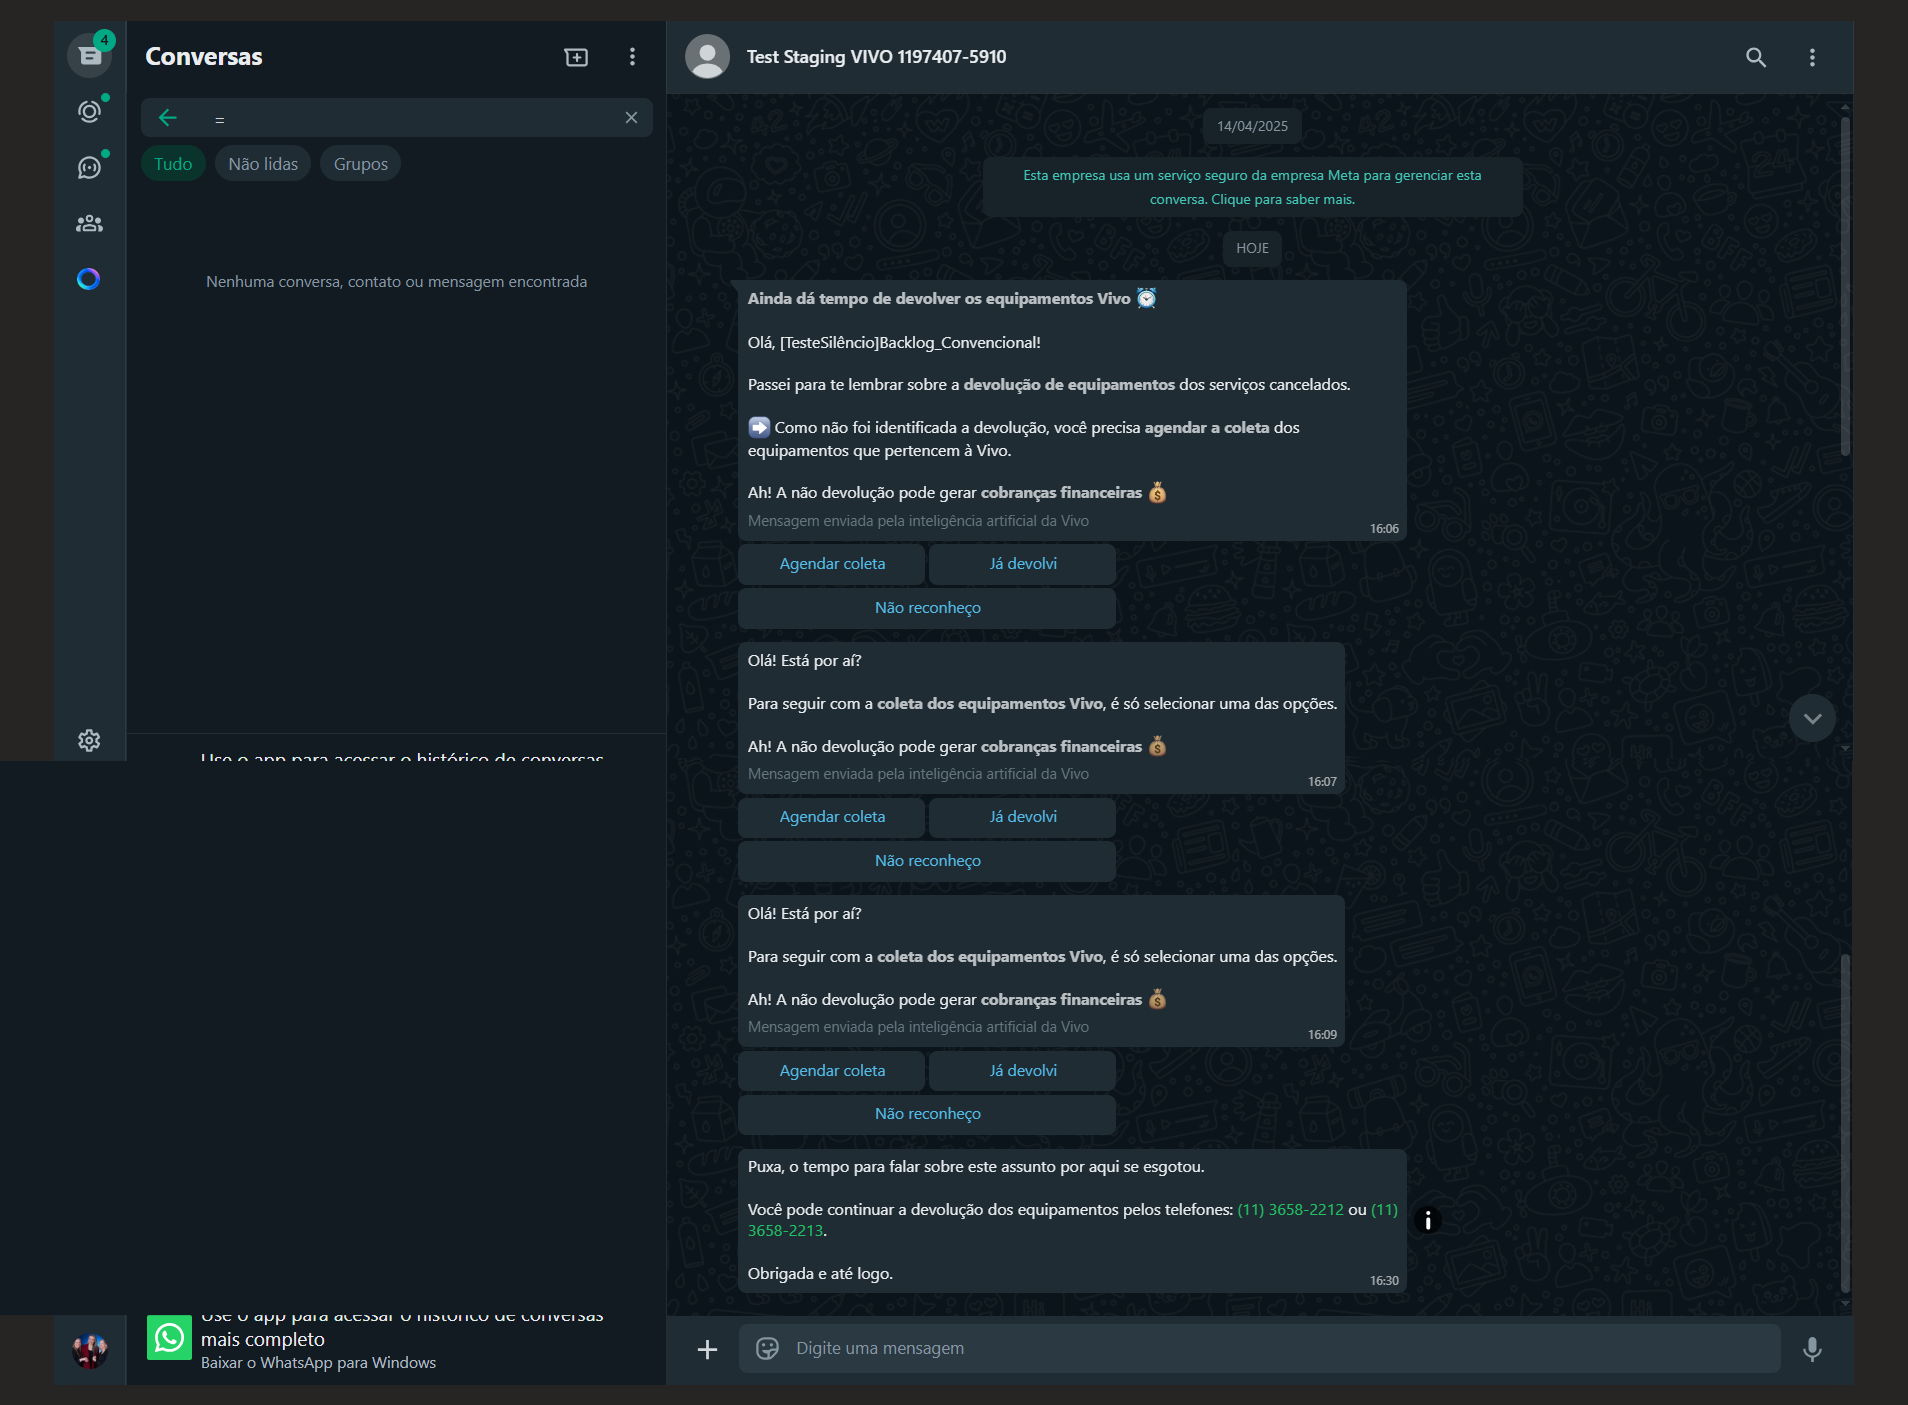 4
Conversas
=
Tudo
Não lidas
Grupos
Nenhuma conversa, contato ou mensagem encontrada
Use o app para acessar o histórico de conversas
Use o app para acessar o histórico de conversas
mais completo
Baixar o WhatsApp para Windows
Test Staging VIVO 1197407-5910
14/04/2025
Esta empresa usa um serviço seguro da empresa Meta para gerenciar esta
conversa. Clique para saber mais.
HOJE
Ainda dá tempo de devolver os equipamentos Vivo
Olá, [TesteSilêncio]Backlog_Convencional!
Passei para te lembrar sobre a devolução de equipamentos dos serviços cancelados.
Como não foi identificada a devolução, você precisa agendar a coleta dos
equipamentos que pertencem à Vivo.
Ah! A não devolução pode gerar cobranças financeiras
Mensagem enviada pela inteligência artificial da Vivo
16:06
Agendar coleta
Já devolvi
Não reconheço
Olá! Está por aí?
Para seguir com a coleta dos equipamentos Vivo, é só selecionar uma das opções.
Ah! A não devolução pode gerar cobranças financeiras
Mensagem enviada pela inteligência artificial da Vivo
16:07
Agendar coleta
Já devolvi
Não reconheço
Olá! Está por aí?
Para seguir com a coleta dos equipamentos Vivo, é só selecionar uma das opções.
Ah! A não devolução pode gerar cobranças financeiras
Mensagem enviada pela inteligência artificial da Vivo
16:09
Agendar coleta
Já devolvi
Não reconheço
Puxa, o tempo para falar sobre este assunto por aqui se esgotou.
Você pode continuar a devolução dos equipamentos pelos telefones: (11) 3658-2212 ou (11)
3658-2213.
Obrigada e até logo.
16:30
Digite uma mensagem